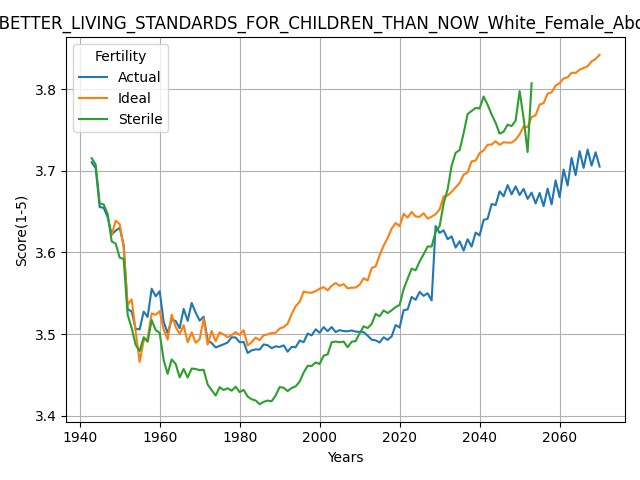 BETTER_LIVING_STANDARDS_FOR_CHILDREN_THAN_NOW_White_Female_Abo
Fertility
Actual
Ideal
Sterile
Score(1-5)
3.8
3.7
3.6
3.5
3.4
1940 1960 1980 2000 2020 2040 2060
Years